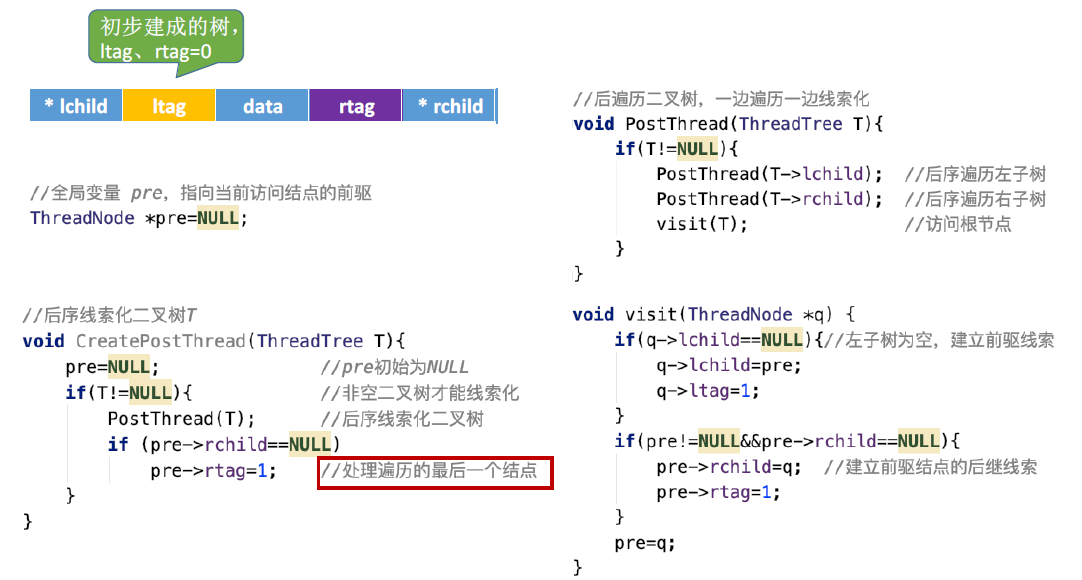 初步建成的树，
ltag、rtag=0
* lchild ltag data rtag * rchild
//全局变量 pre，指向当前访问结点的前驱
ThreadNode *pre=NULL;
//后序线索化二叉树T
void CreatePostThread(ThreadTree T){
pre=NULL; //pre初始为NULL
if(T!=NULL){ //非空二叉树才能线索化
PostThread(T); //后序线索化二叉树
if (pre->rchild==NULL)
pre->rtag=1; //处理遍历的最后一个结点
}
}
//后遍历二叉树，一边遍历一边线索化
void PostThread(ThreadTree T){
if(T!=NULL){
PostThread(T->lchild); //后序遍历左子树
PostThread(T->rchild); //后序遍历右子树
visit(T); //访问根节点
}
}
void visit(ThreadNode *q) {
if(q->lchild==NULL){//左子树为空，建立前驱线索
q->lchild=pre;
q->ltag=1;
}
if(pre!=NULL&&pre->rchild==NULL){
pre->rchild=q; //建立前驱结点的后继线索
pre->rtag=1;
}
pre=q;
}